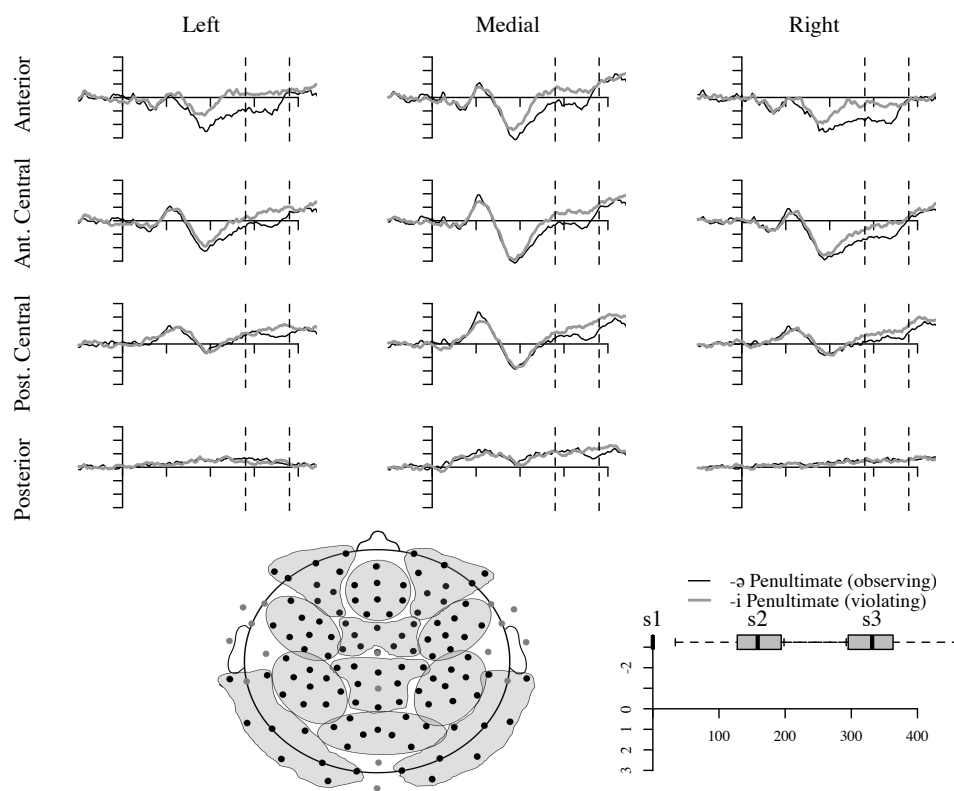 Left Medial Right
Anterior
Ant. Central
Post. Central
Posterior
-ə Penultimate (observing)
-i Penultimate (violating)
s1 s2 s3
-2
0
1
2
3
100 200 300 400